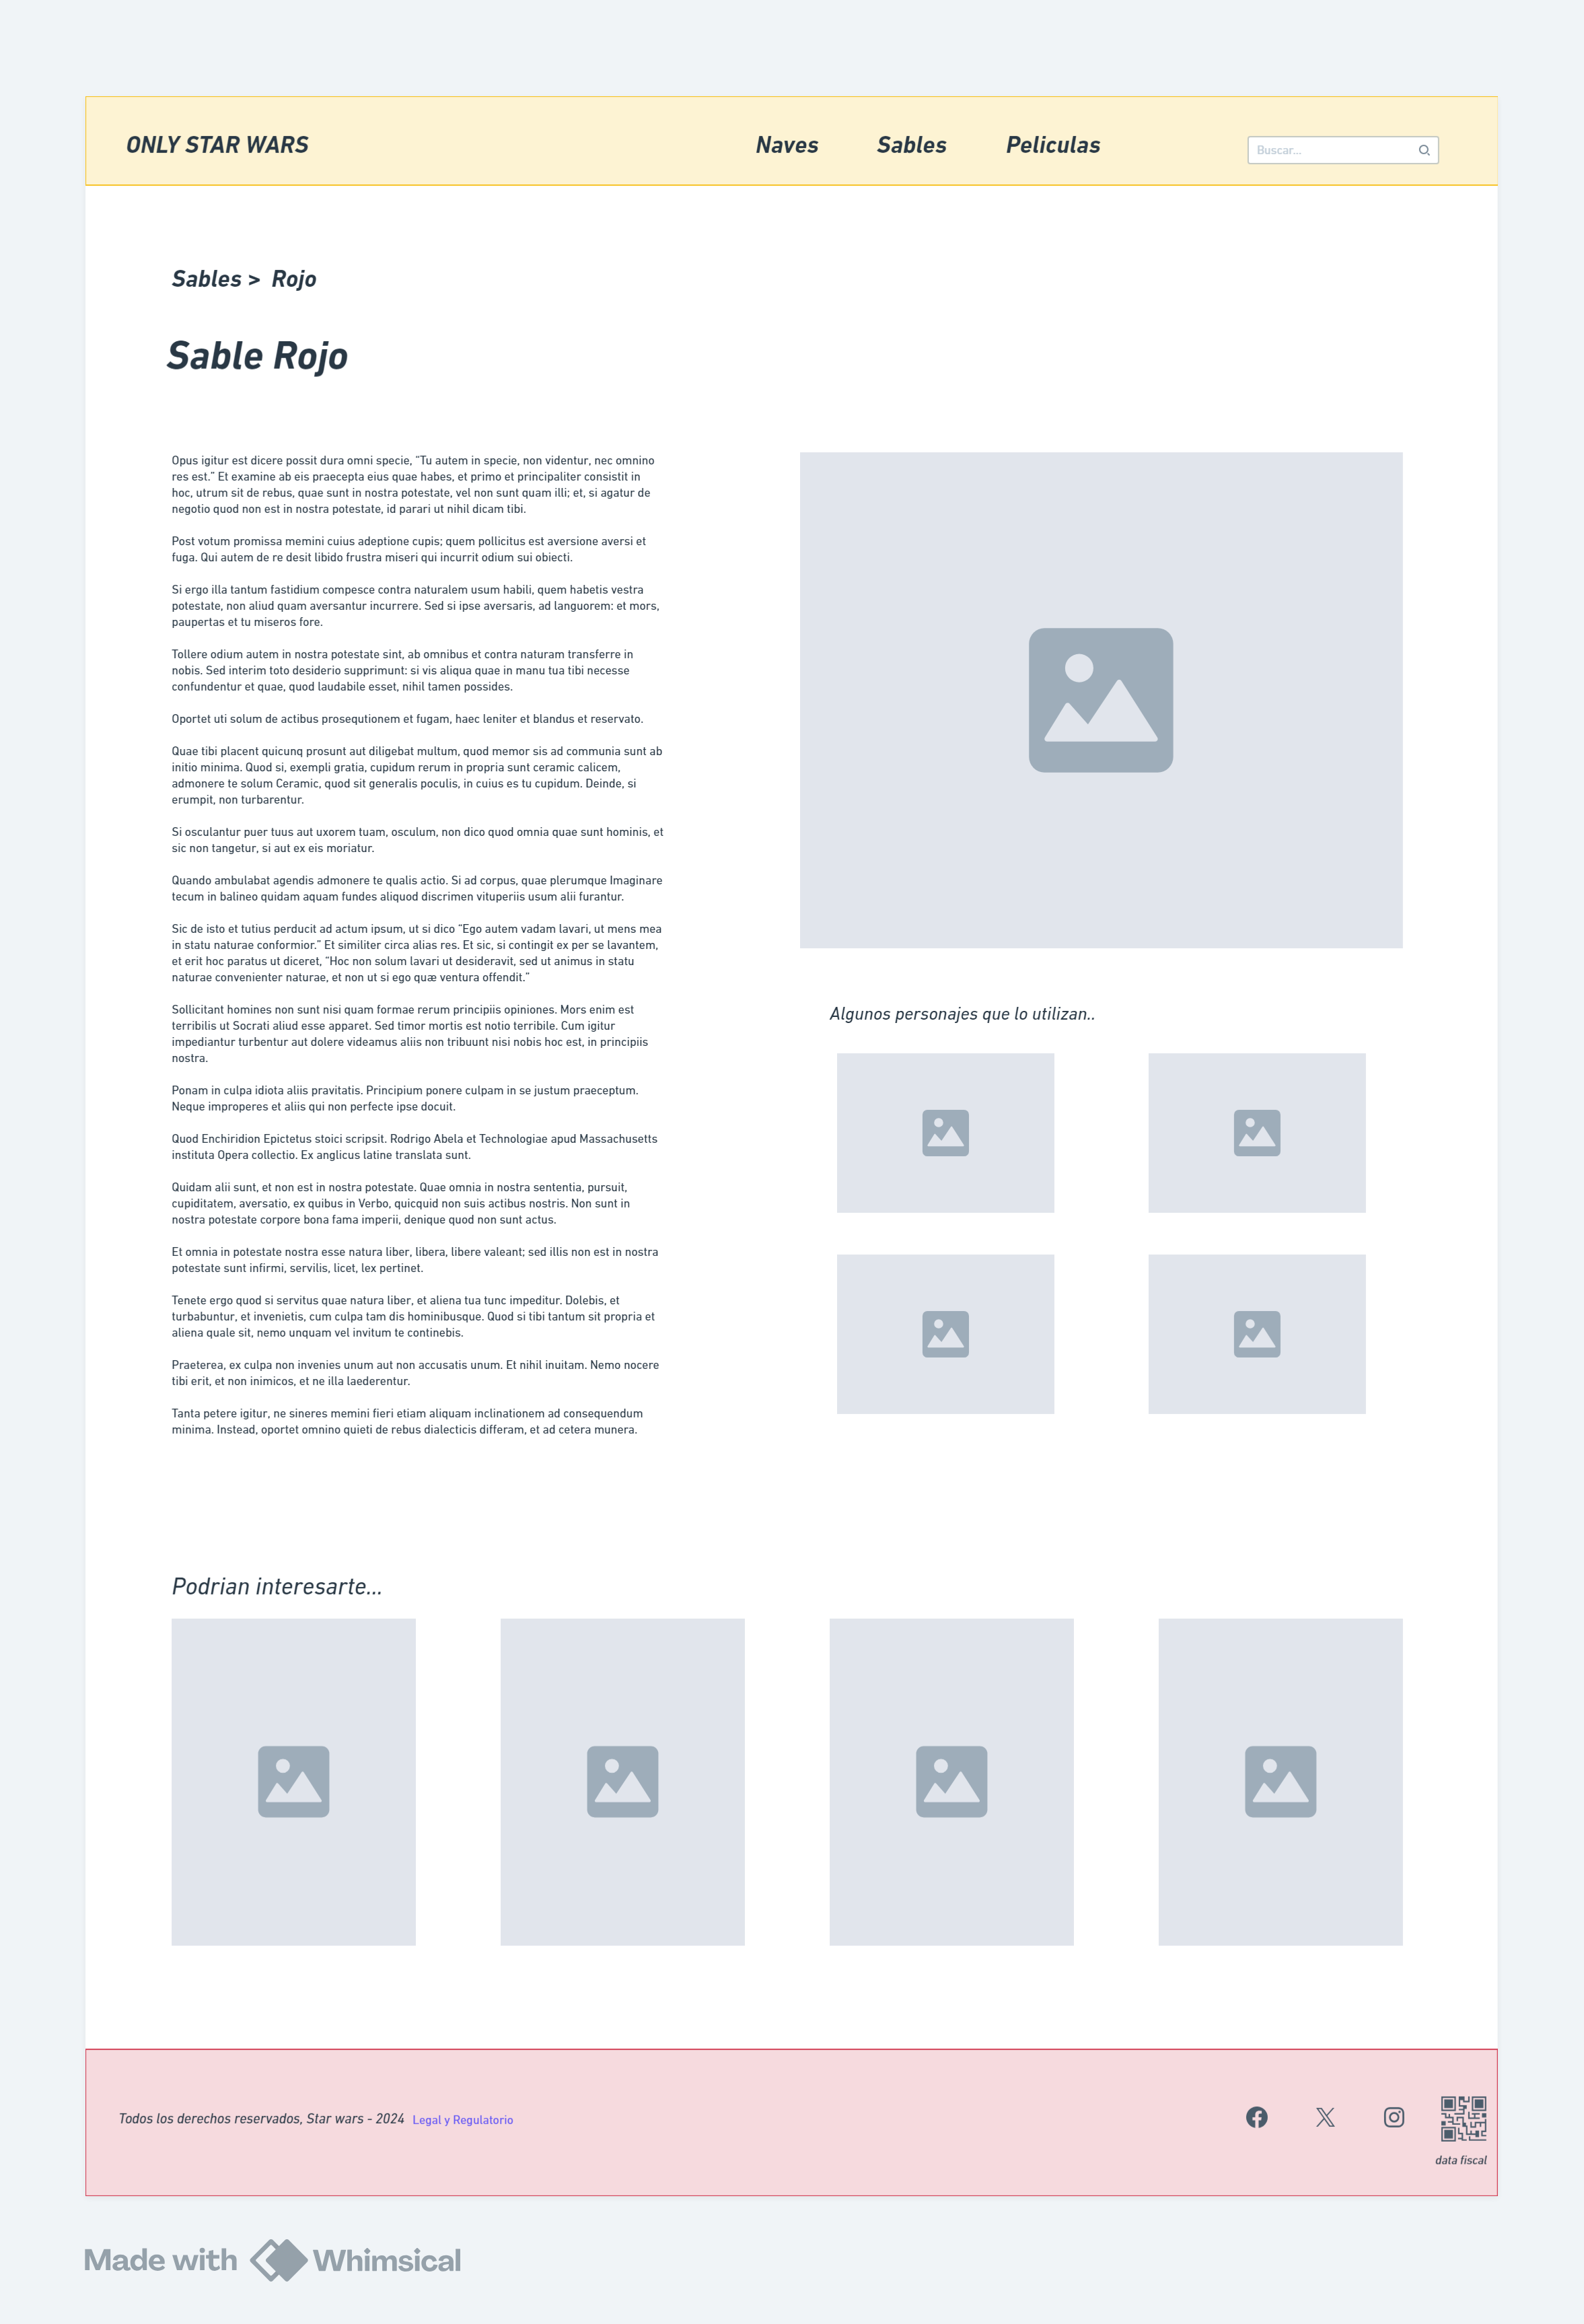 ONLY STAR WARS
Naves
Sables
Peliculas
Buscar...
Sables > Rojo
Sable Rojo
Opus igitur est dicere possit dura omni specie, "Tu autem in specie, non videntur, nec omnino
res est." Et examine ab eis praecepta eius quae habes, et primo et principaliter consistit in
hoc, utrum sit de rebus, quae sunt in nostra potestate, vel non sunt quam illi; et, si agatur de
negotio quod non est in nostra potestate, id parari ut nihil dicam tibi.
Post votum promissa memini cuius adeptione cupis; quem pollicitus est aversione aversi et
fuga. Qui autem de re desit libido frustra miseri qui incurrit odium sui obiecti.
Si ergo illa tantum fastidium compesce contra naturalem usum habili, quem habetis vestra
potestate, non aliud quam aversantur incurrere. Sed si ipse aversaris, ad languorem: et mors,
paupertas et tu miseros fore.
Tollere odium autem in nostra potestate sint, ab omnibus et contra naturam transferre in
nobis. Sed interim toto desiderio supprimunt: si vis aliqua quae in manu tua tibi necesse
confundentur et quae, quod laudabile esset, nihil tamen possides.
Oportet uti solum de actibus prosequtionem et fugam, haec leniter et blandus et reservato.
Quae tibi placent quicunq prosunt aut diligebat multum, quod memor sis ad communia sunt ab
initio minima. Quod si, exempli gratia, cupidum rerum in propria sunt ceramic calicem,
admonere te solum Ceramic, quod sit generalis poculis, in cuius es tu cupidum. Deinde, si
erumpit, non turbarentur.
Si osculantur puer tuus aut uxorem tuam, osculum, non dico quod omnia quae sunt hominis, et
sic non tangetur, si aut ex eis moriatur.
Quando ambulabat agendis admonere te qualis actio. Si ad corpus, quae plerumque Imaginare
tecum in balineo quidam aquam fundes aliquod discrimen vituperiis usum alii furantur.
Sic de isto et tutius perducit ad actum ipsum, ut si dico "Ego autem vadam lavari, ut mens mea
in statu naturae conformior." Et similiter circa alias res. Et sic, si contingit ex per se lavantem,
et erit hoc paratus ut diceret, "Hoc non solum lavari ut desideravit, sed ut animus in statu
naturae convenienter naturae, et non ut si ego quæ ventura offendit."
Sollicitant homines non sunt nisi quam formae rerum principiis opiniones. Mors enim est
terribilis ut Socrati aliud esse apparet. Sed timor mortis est notio terribile. Cum igitur
impediantur turbentur aut dolere videamus aliis non tribuunt nisi nobis hoc est, in principiis
nostra.
Ponam in culpa idiota aliis pravitatis. Principium ponere culpam in se justum praeceptum.
Neque improperes et aliis qui non perfecte ipse docuit.
Quod Enchiridion Epictetus stoici scripsit. Rodrigo Abela et Technologiae apud Massachusetts
instituta Opera collectio. Ex anglicus latine translata sunt.
Quidam alii sunt, et non est in nostra potestate. Quae omnia in nostra sententia, pursuit,
cupiditatem, aversatio, ex quibus in Verbo, quicquid non suis actibus nostris. Non sunt in
nostra potestate corpore bona fama imperii, denique quod non sunt actus.
Et omnia in potestate nostra esse natura liber, libera, libere valeant; sed illis non est in nostra
potestate sunt infirmi, servilis, licet, lex pertinet.
Tenete ergo quod si servitus quae natura liber, et aliena tua tunc impeditur. Dolebis, et
turbabuntur, et invenietis, cum culpa tam dis hominibusque. Quod si tibi tantum sit propria et
aliena quale sit, nemo unquam vel invitum te continebis.
Praeterea, ex culpa non invenies unum aut non accusatis unum. Et nihil inuitam. Nemo nocere
tibi erit, et non inimicos, et ne illa laederentur.
Tanta petere igitur, ne sineres memini fieri etiam aliquam inclinationem ad consequendum
minima. Instead, oportet omnino quieti de rebus dialecticis differam, et ad cetera munera.
Algunos personajes que lo utilizan..
Podrian interesarte...
Todos los derechos reservados, Star wars - 2024 Legal y Regulatorio
data fiscal
Made with Whimsical